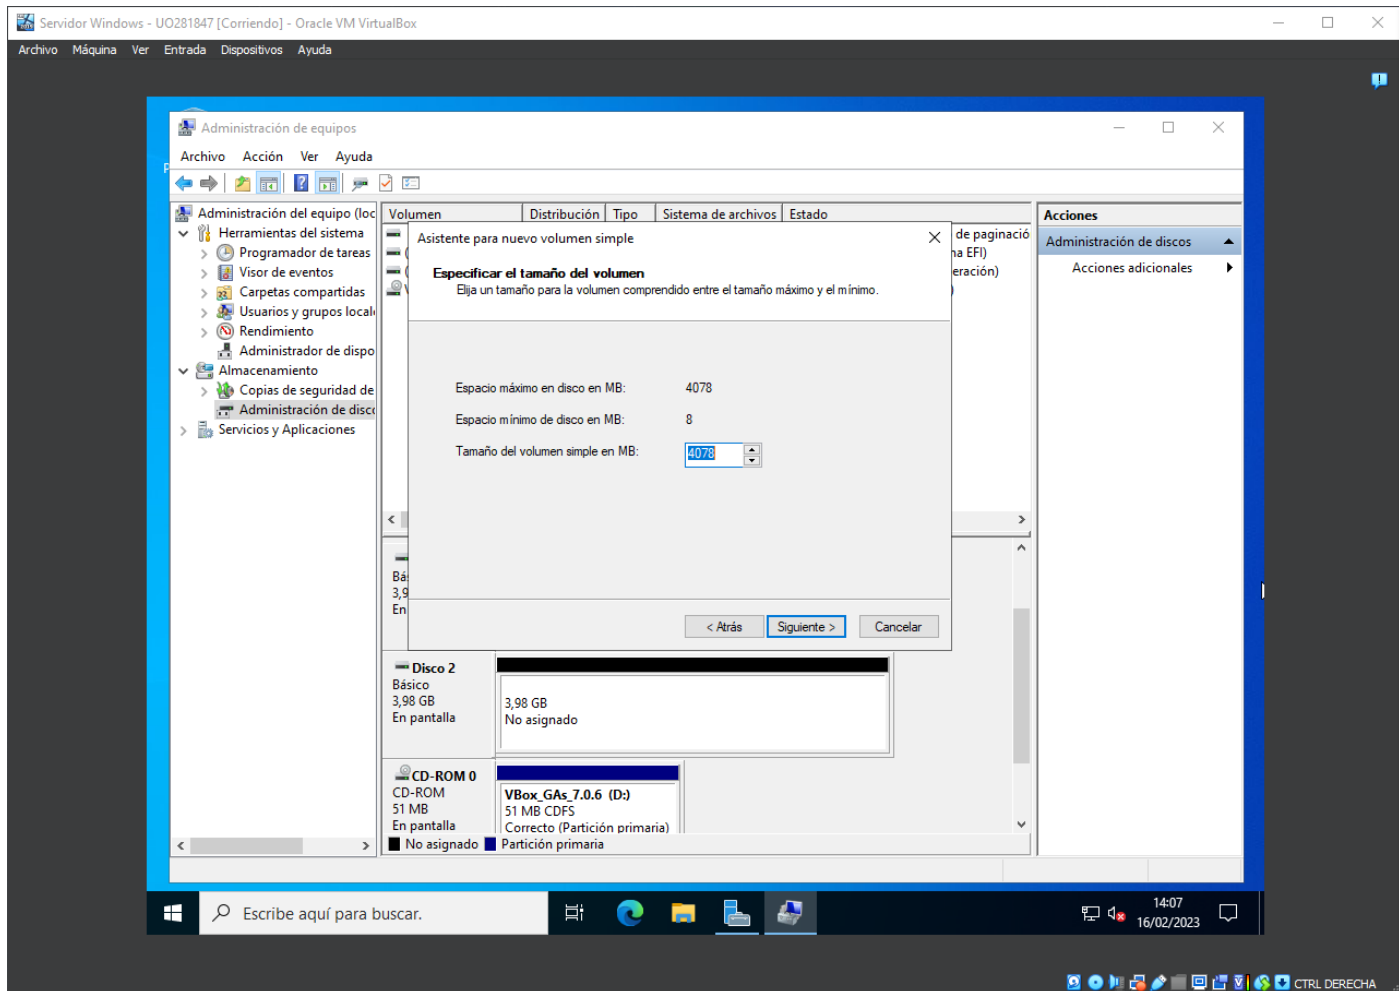 Servidor Windows - UO281847 [Corriendo] - Oracle VM VirtualBox
Archivo Máquina Ver Entrada Dispositivos Ayuda
Administración de equipos
Archivo Acción Ver Ayuda
Administración del equipo (loc
Herramientas del sistema
Programador de tareas
Visor de eventos
Carpetas compartidas
Usuarios y grupos local
Rendimiento
Administrador de dispo
Almacenamiento
Copias de seguridad de
Administración de disc
Servicios y Aplicaciones
Volumen Distribución Tipo Sistema de archivos Estado
de paginació
na EFI)
eración)
Asistente para nuevo volumen simple
Especificar el tamaño del volumen
Elija un tamaño para la volumen comprendido entre el tamaño máximo y el mínimo.
Espacio máximo en disco en MB: 4078
Espacio mínimo de disco en MB: 8
Tamaño del volumen simple en MB: 4078
< Atrás Siguiente > Cancelar
Bás
3,9
En
Disco 2
Básico
3,98 GB
En pantalla
3,98 GB
No asignado
CD-ROM 0
CD-ROM
51 MB
En pantalla
VBox_GAs_7.0.6 (D:)
51 MB CDFS
Correcto (Partición primaria)
No asignado Partición primaria
Acciones
Administración de discos
Acciones adicionales
Escribe aquí para buscar.
14:07
16/02/2023
CTRL DERECHA